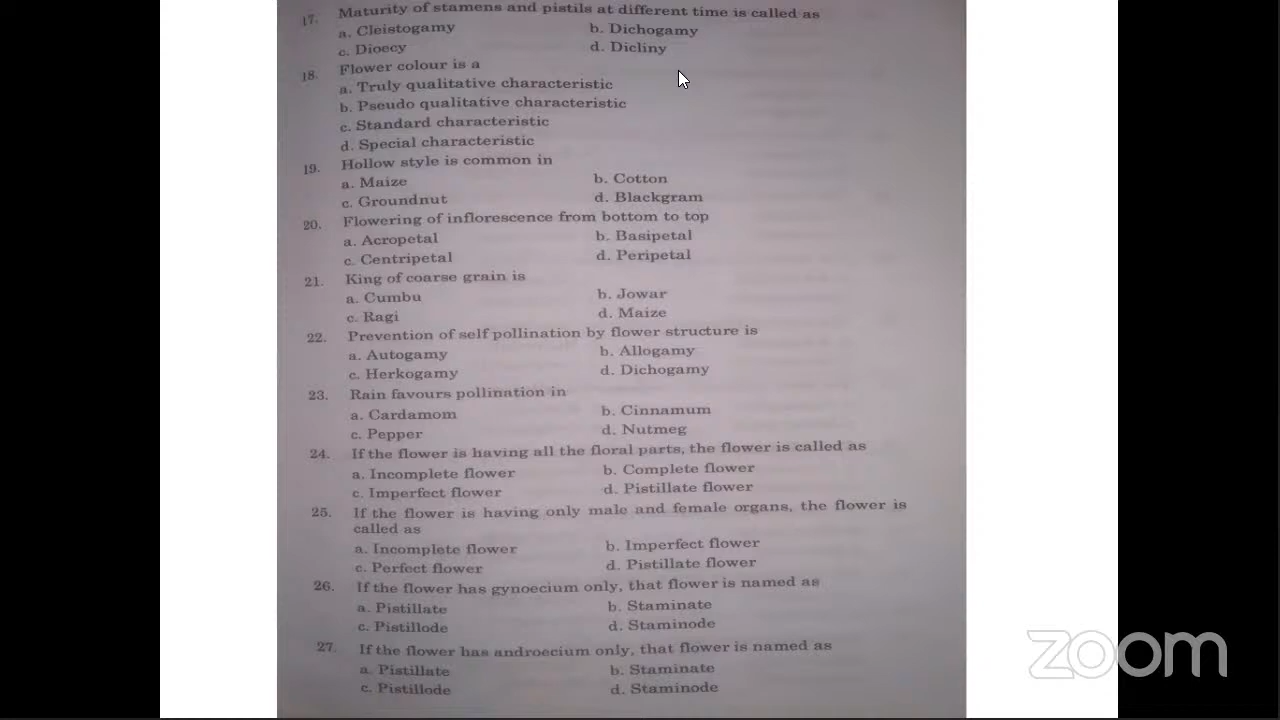 17. Maturity of stamens and pistils at different time is called as
a. Cleistogamy b. Dichogamy
c. Dioecy d. Dicliny
18. Flower colour is a
a. Truly qualitative characteristic
b. Pseudo qualitative characteristic
c. Standard characteristic
d. Special characteristic
19. Hollow style is common in
a. Maize b. Cotton
c. Groundnut d. Blackgram
20. Flowering of inflorescence from bottom to top
a. Acropetal b. Basipetal
c. Centripetal d. Peripetal
21. King of coarse grain is
a. Cumbu b. Jowar
c. Ragi d. Maize
22. Prevention of self pollination by flower structure is
a. Autogamy b. Allogamy
c. Herkogamy d. Dichogamy
23. Rain favours pollination in
a. Cardamom b. Cinnamum
c. Pepper d. Nutmeg
24. If the flower is having all the floral parts, the flower is called as
a. Incomplete flower b. Complete flower
c. Imperfect flower d. Pistillate flower
25. If the flower is having only male and female organs, the flower is
called as
a. Incomplete flower b. Imperfect flower
c. Perfect flower d. Pistillate flower
26. If the flower has gynoecium only, that flower is named as
a. Pistillate b. Staminate
c. Pistillode d. Staminode
27. If the flower has androecium only, that flower is named as
a. Pistillate b. Staminate
c. Pistillode d. Staminode
zoom